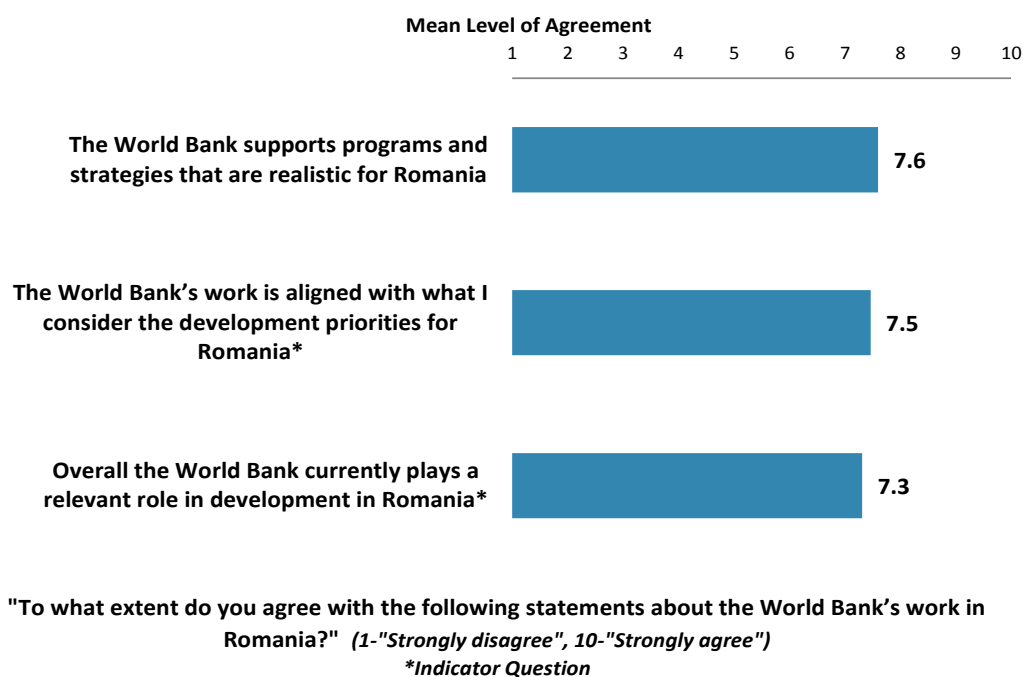 Mean Level of Agreement
1 2 3 4 5 6 7 8 9 10
The World Bank supports programs and
strategies that are realistic for Romania
7.6
The World Bank’s work is aligned with what I
consider the development priorities for
Romania*
7.5
Overall the World Bank currently plays a
relevant role in development in Romania*
7.3
"To what extent do you agree with the following statements about the World Bank’s work in
Romania?" (1-"Strongly disagree", 10-"Strongly agree")
*Indicator Question